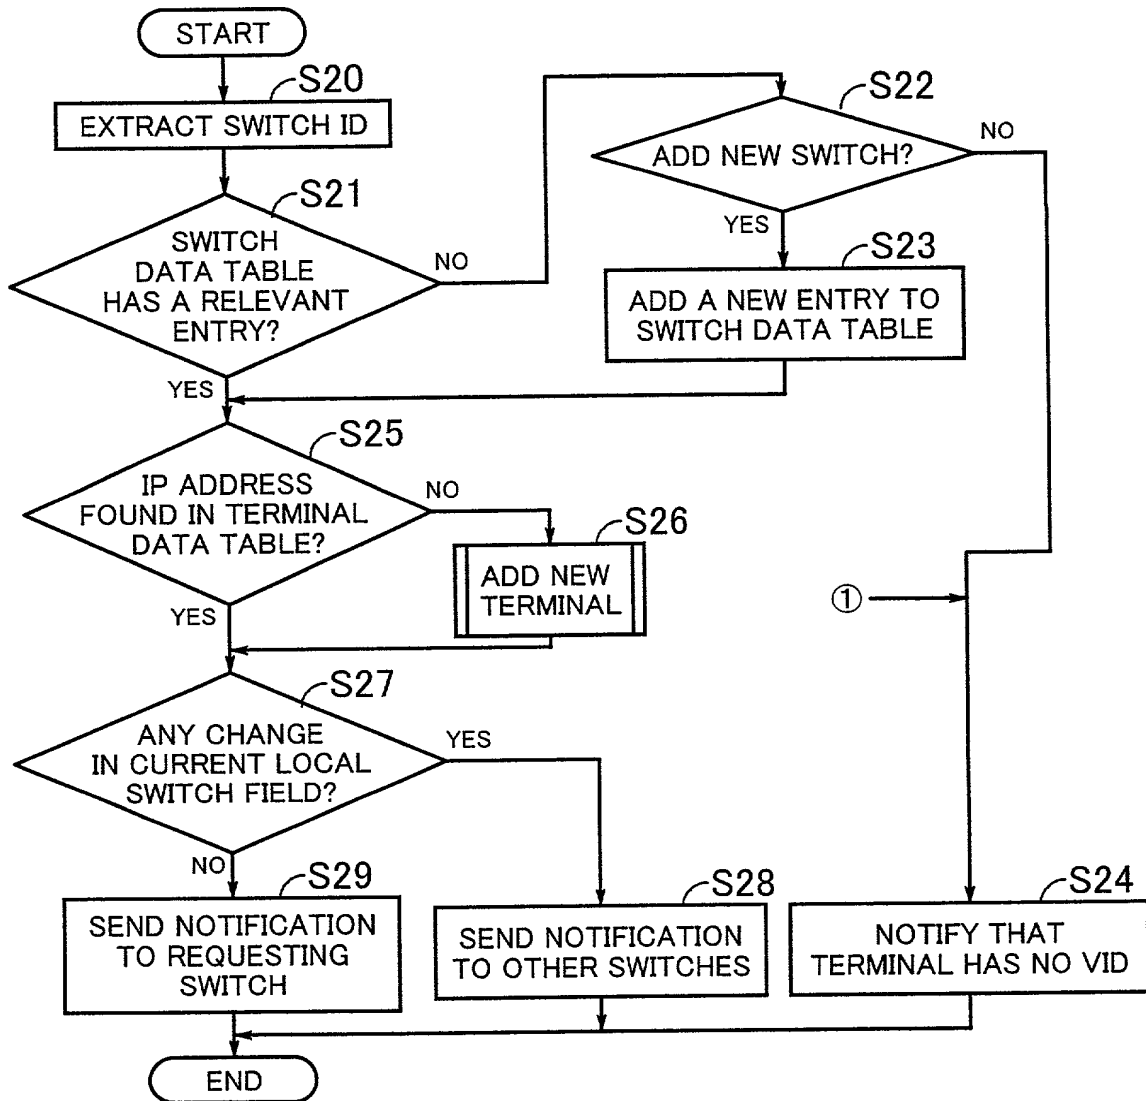 START
S20
EXTRACT SWITCH ID
S21
SWITCH
DATA TABLE
HAS A RELEVANT
ENTRY?
NO
YES
S22
ADD NEW SWITCH?
NO
YES
S23
ADD A NEW ENTRY TO
SWITCH DATA TABLE
S25
IP ADDRESS
FOUND IN TERMINAL
DATA TABLE?
NO
YES
S26
ADD NEW
TERMINAL
①
S27
ANY CHANGE
IN CURRENT LOCAL
SWITCH FIELD?
YES
NO
S29
SEND NOTIFICATION
TO REQUESTING
SWITCH
S28
SEND NOTIFICATION
TO OTHER SWITCHES
S24
NOTIFY THAT
TERMINAL HAS NO VID
END